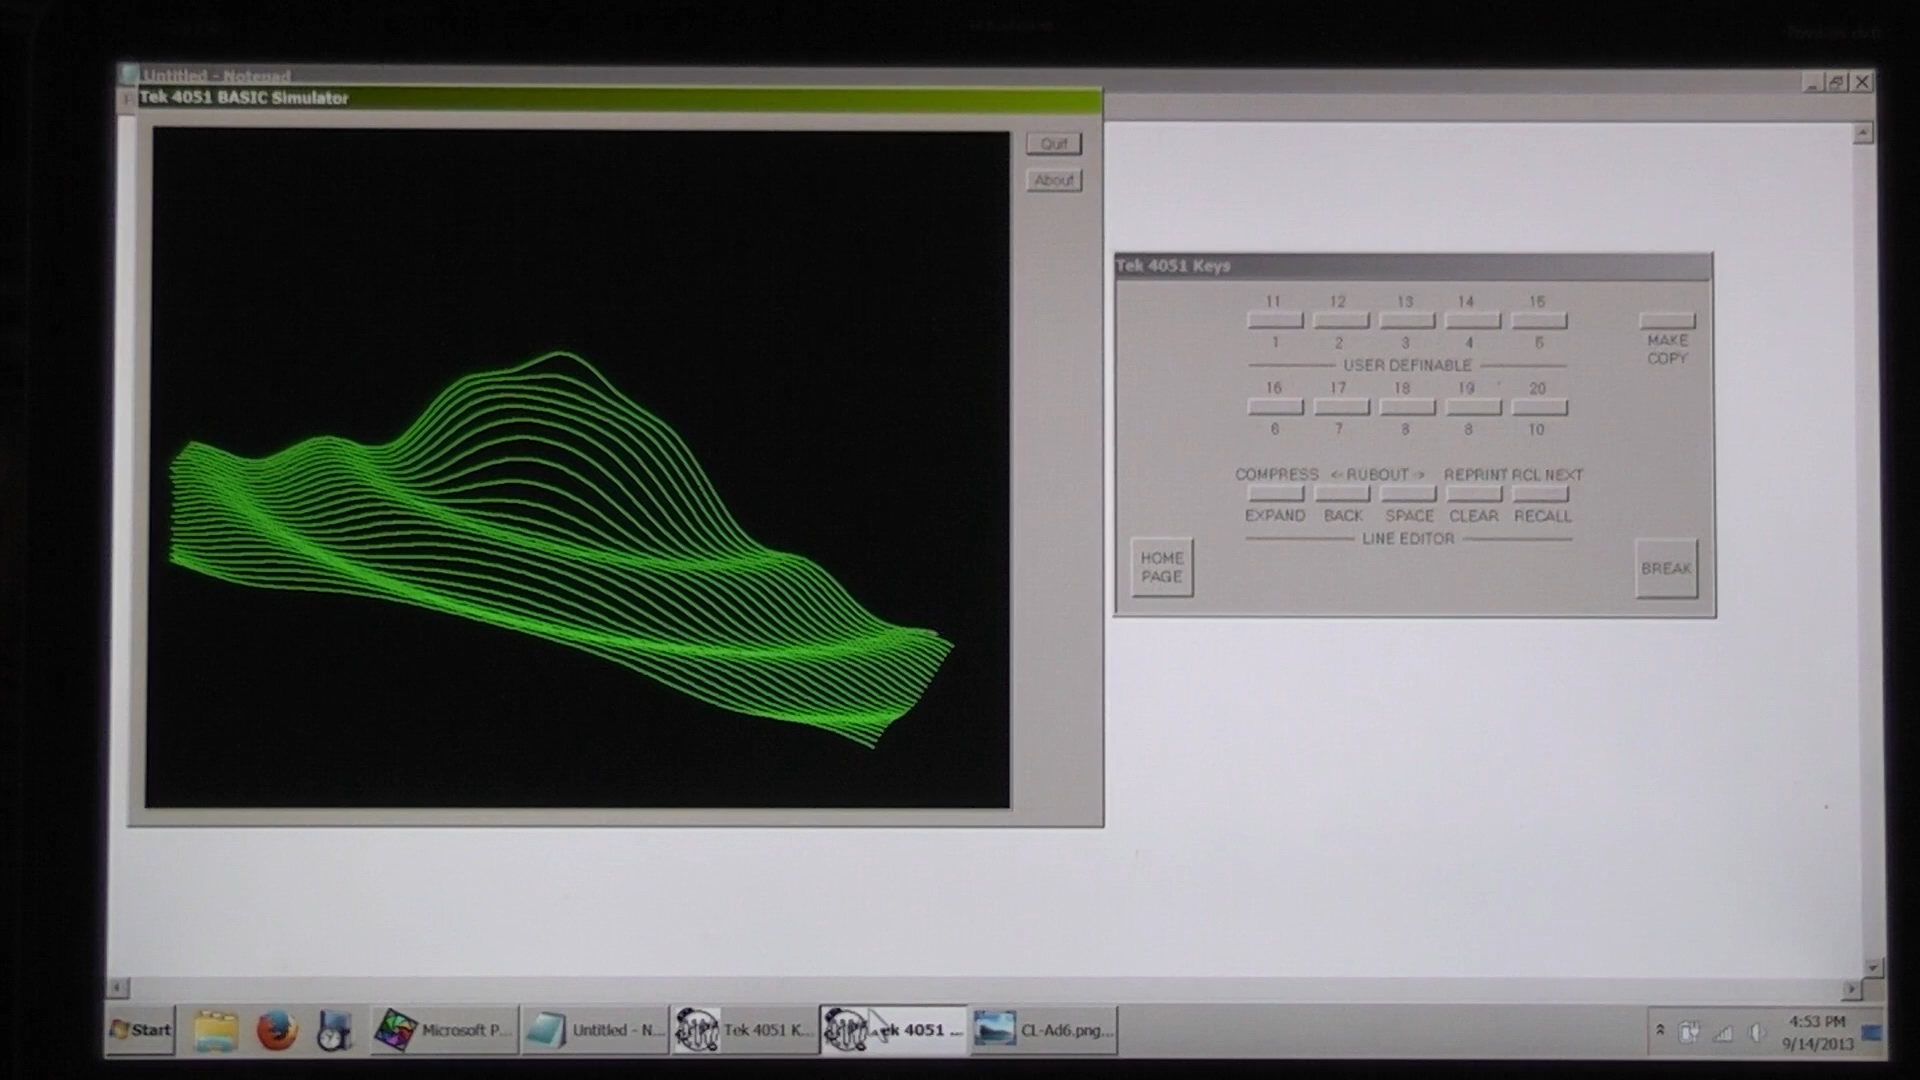 Untitled - Notepad
Tek 4051 BASIC Simulator
Quit
About
Tek 4051 Keys
11 12 13 14 15
1 2 3 4 5
MAKE
COPY
USER DEFINABLE
16 17 18 19 20
6 7 8 8 10
COMPRESS <- RUBOUT -> REPRINT RCL NEXT
EXPAND BACK SPACE CLEAR RECALL
LINE EDITOR
HOME
PAGE
BREAK
Start
Microsoft P...
Untitled - N...
Tek 4051 K...
Tek 4051 ...
CL-Ad6.png...
4:53 PM
9/14/2013